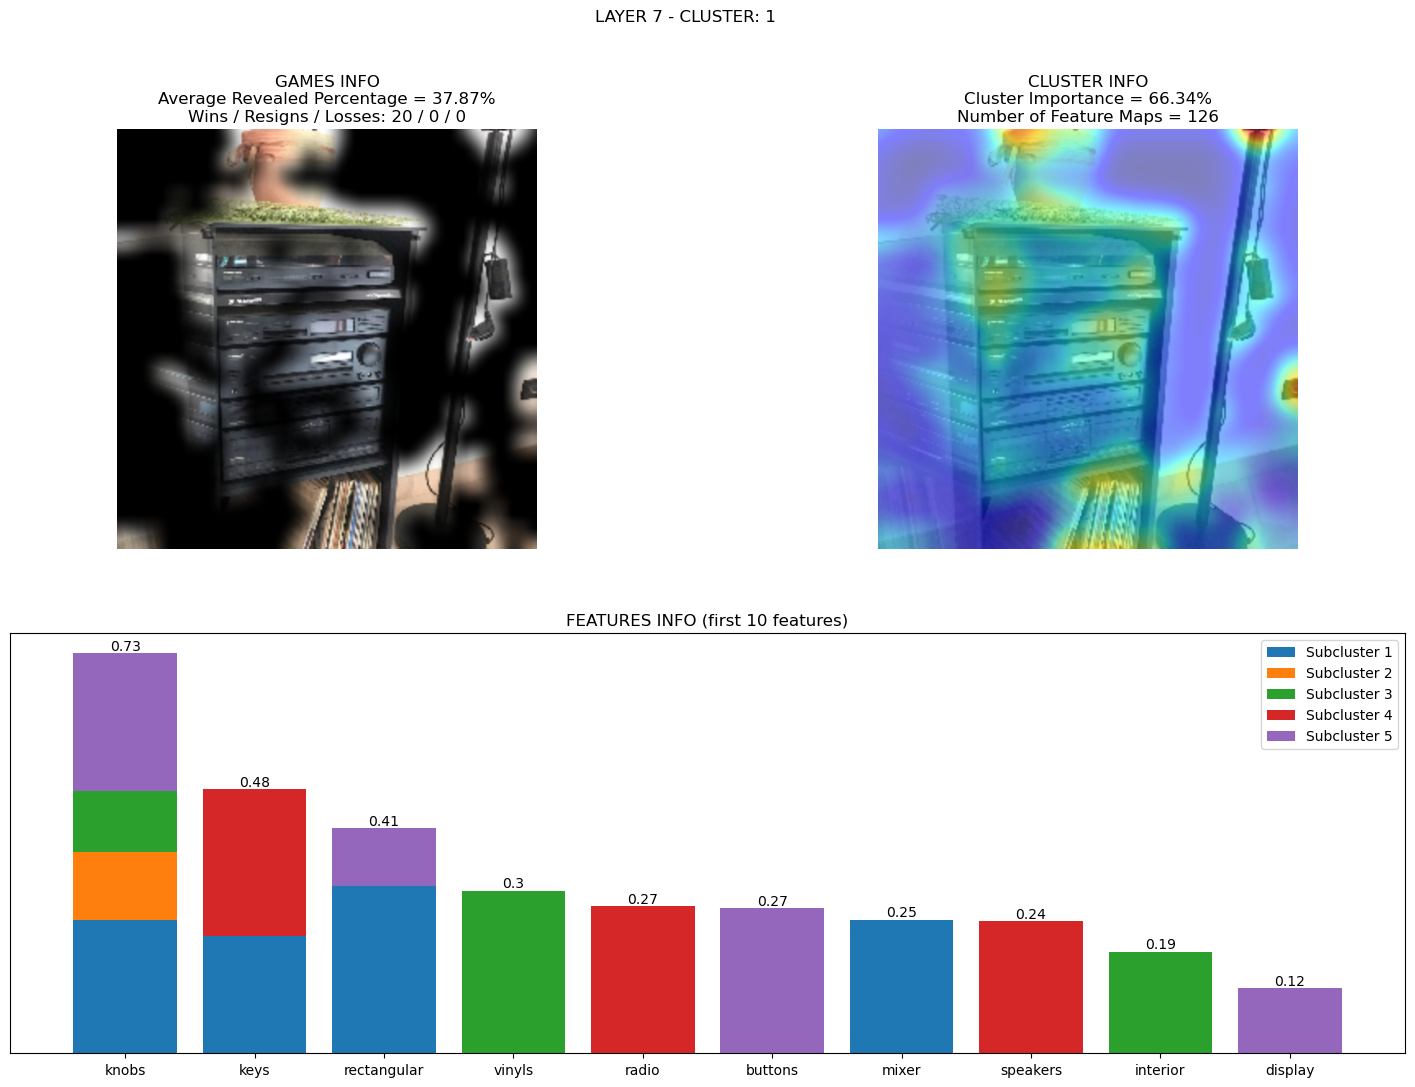 LAYER 7 - CLUSTER: 1
GAMES INFO
Average Revealed Percentage = 37.87%
Wins / Resigns / Losses: 20 / 0 / 0
CLUSTER INFO
Cluster Importance = 66.34%
Number of Feature Maps = 126
FEATURES INFO (first 10 features)
0.73
0.48
0.41
0.3
0.27
0.27
0.25
0.24
0.19
0.12
Subcluster 1
Subcluster 2
Subcluster 3
Subcluster 4
Subcluster 5
knobs keys rectangular vinyls radio buttons mixer speakers interior display